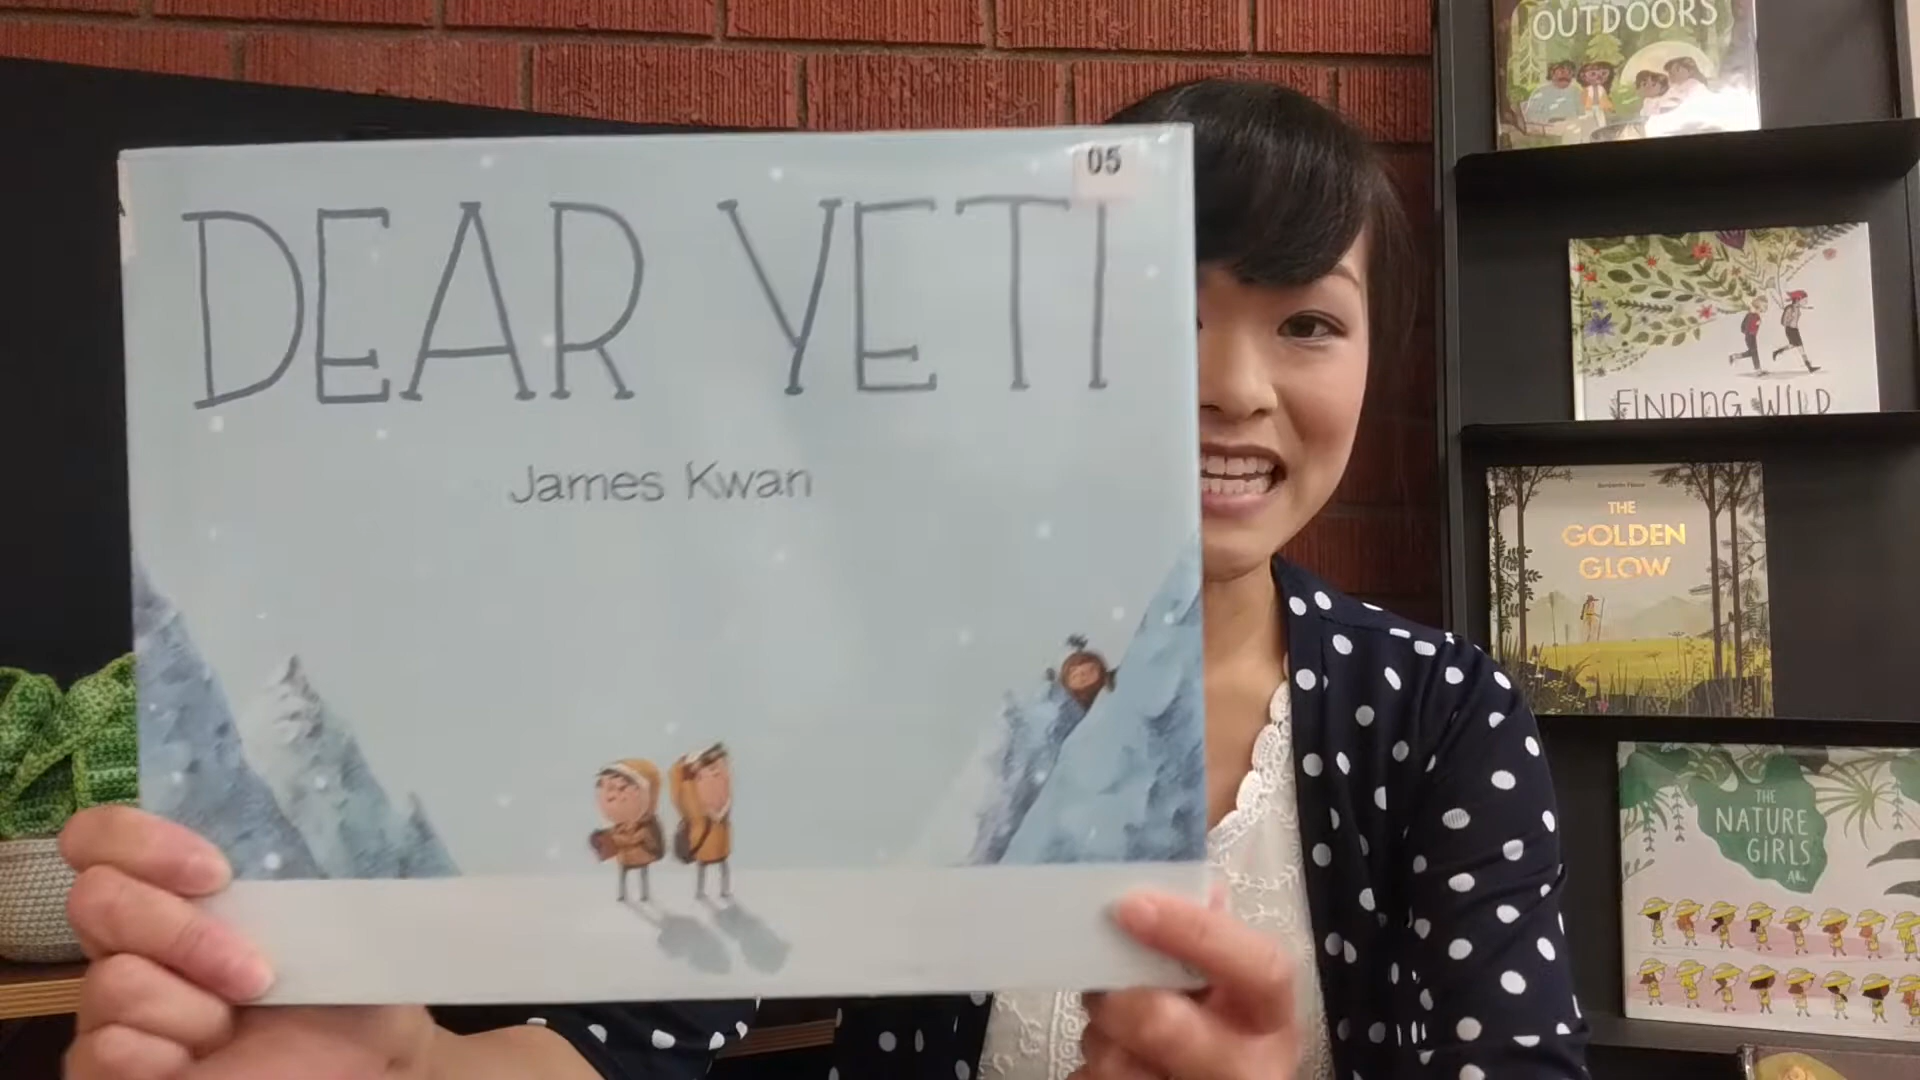 05
DEAR YETI
James Kwan
OUTDOORS
FINDING WILD
THE
GOLDEN
GLOW
THE
NATURE
GIRLS